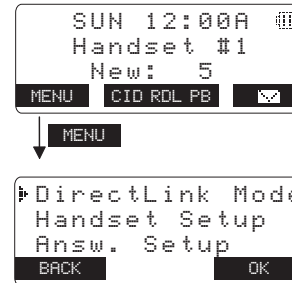 SUN 12:00A
Handset #1
New: 5
MENU CID RDL PB
MENU
DirectLink Mode
Handset Setup
Answ. Setup
BACK OK